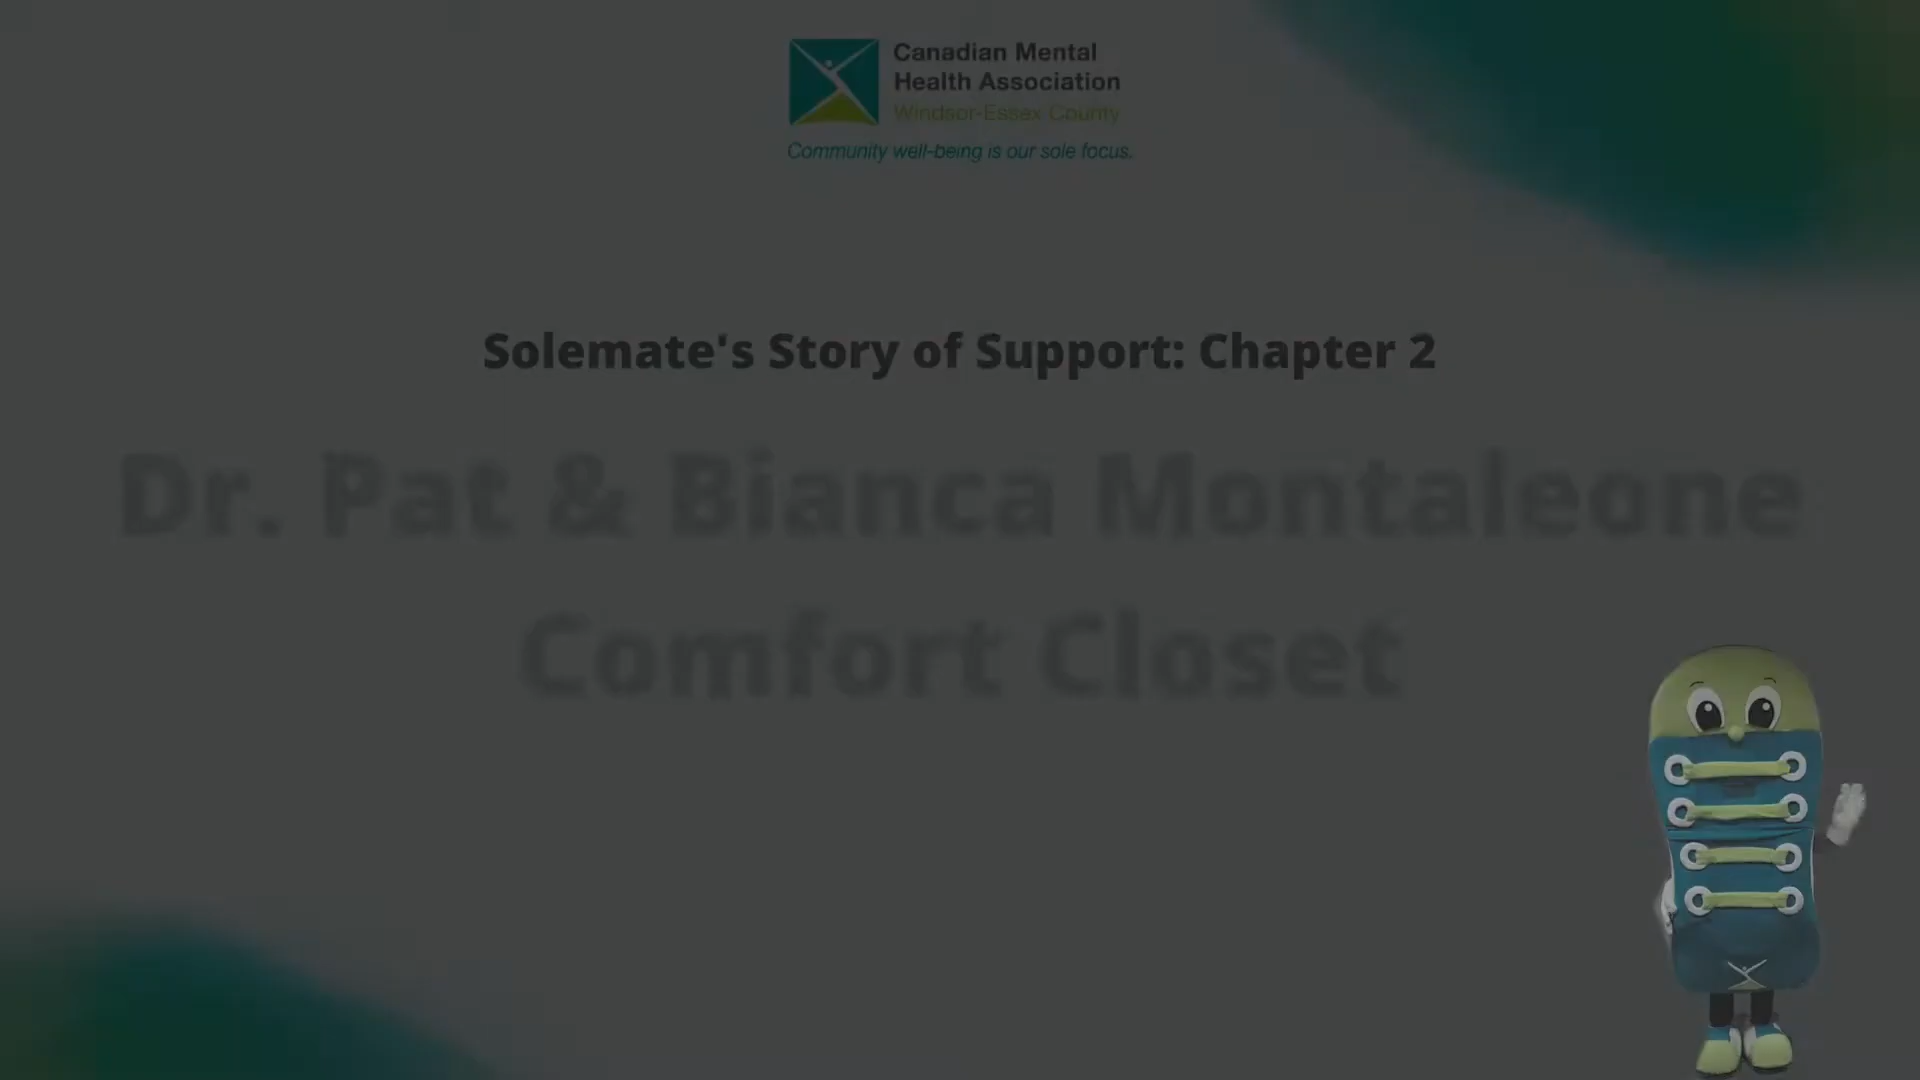 Canadian Mental
Health Association
Windsor-Essex County
Community well-being is our sole focus.
Solemate's Story of Support: Chapter 2
Dr. Pat & Bianca Montaleone
Comfort Closet